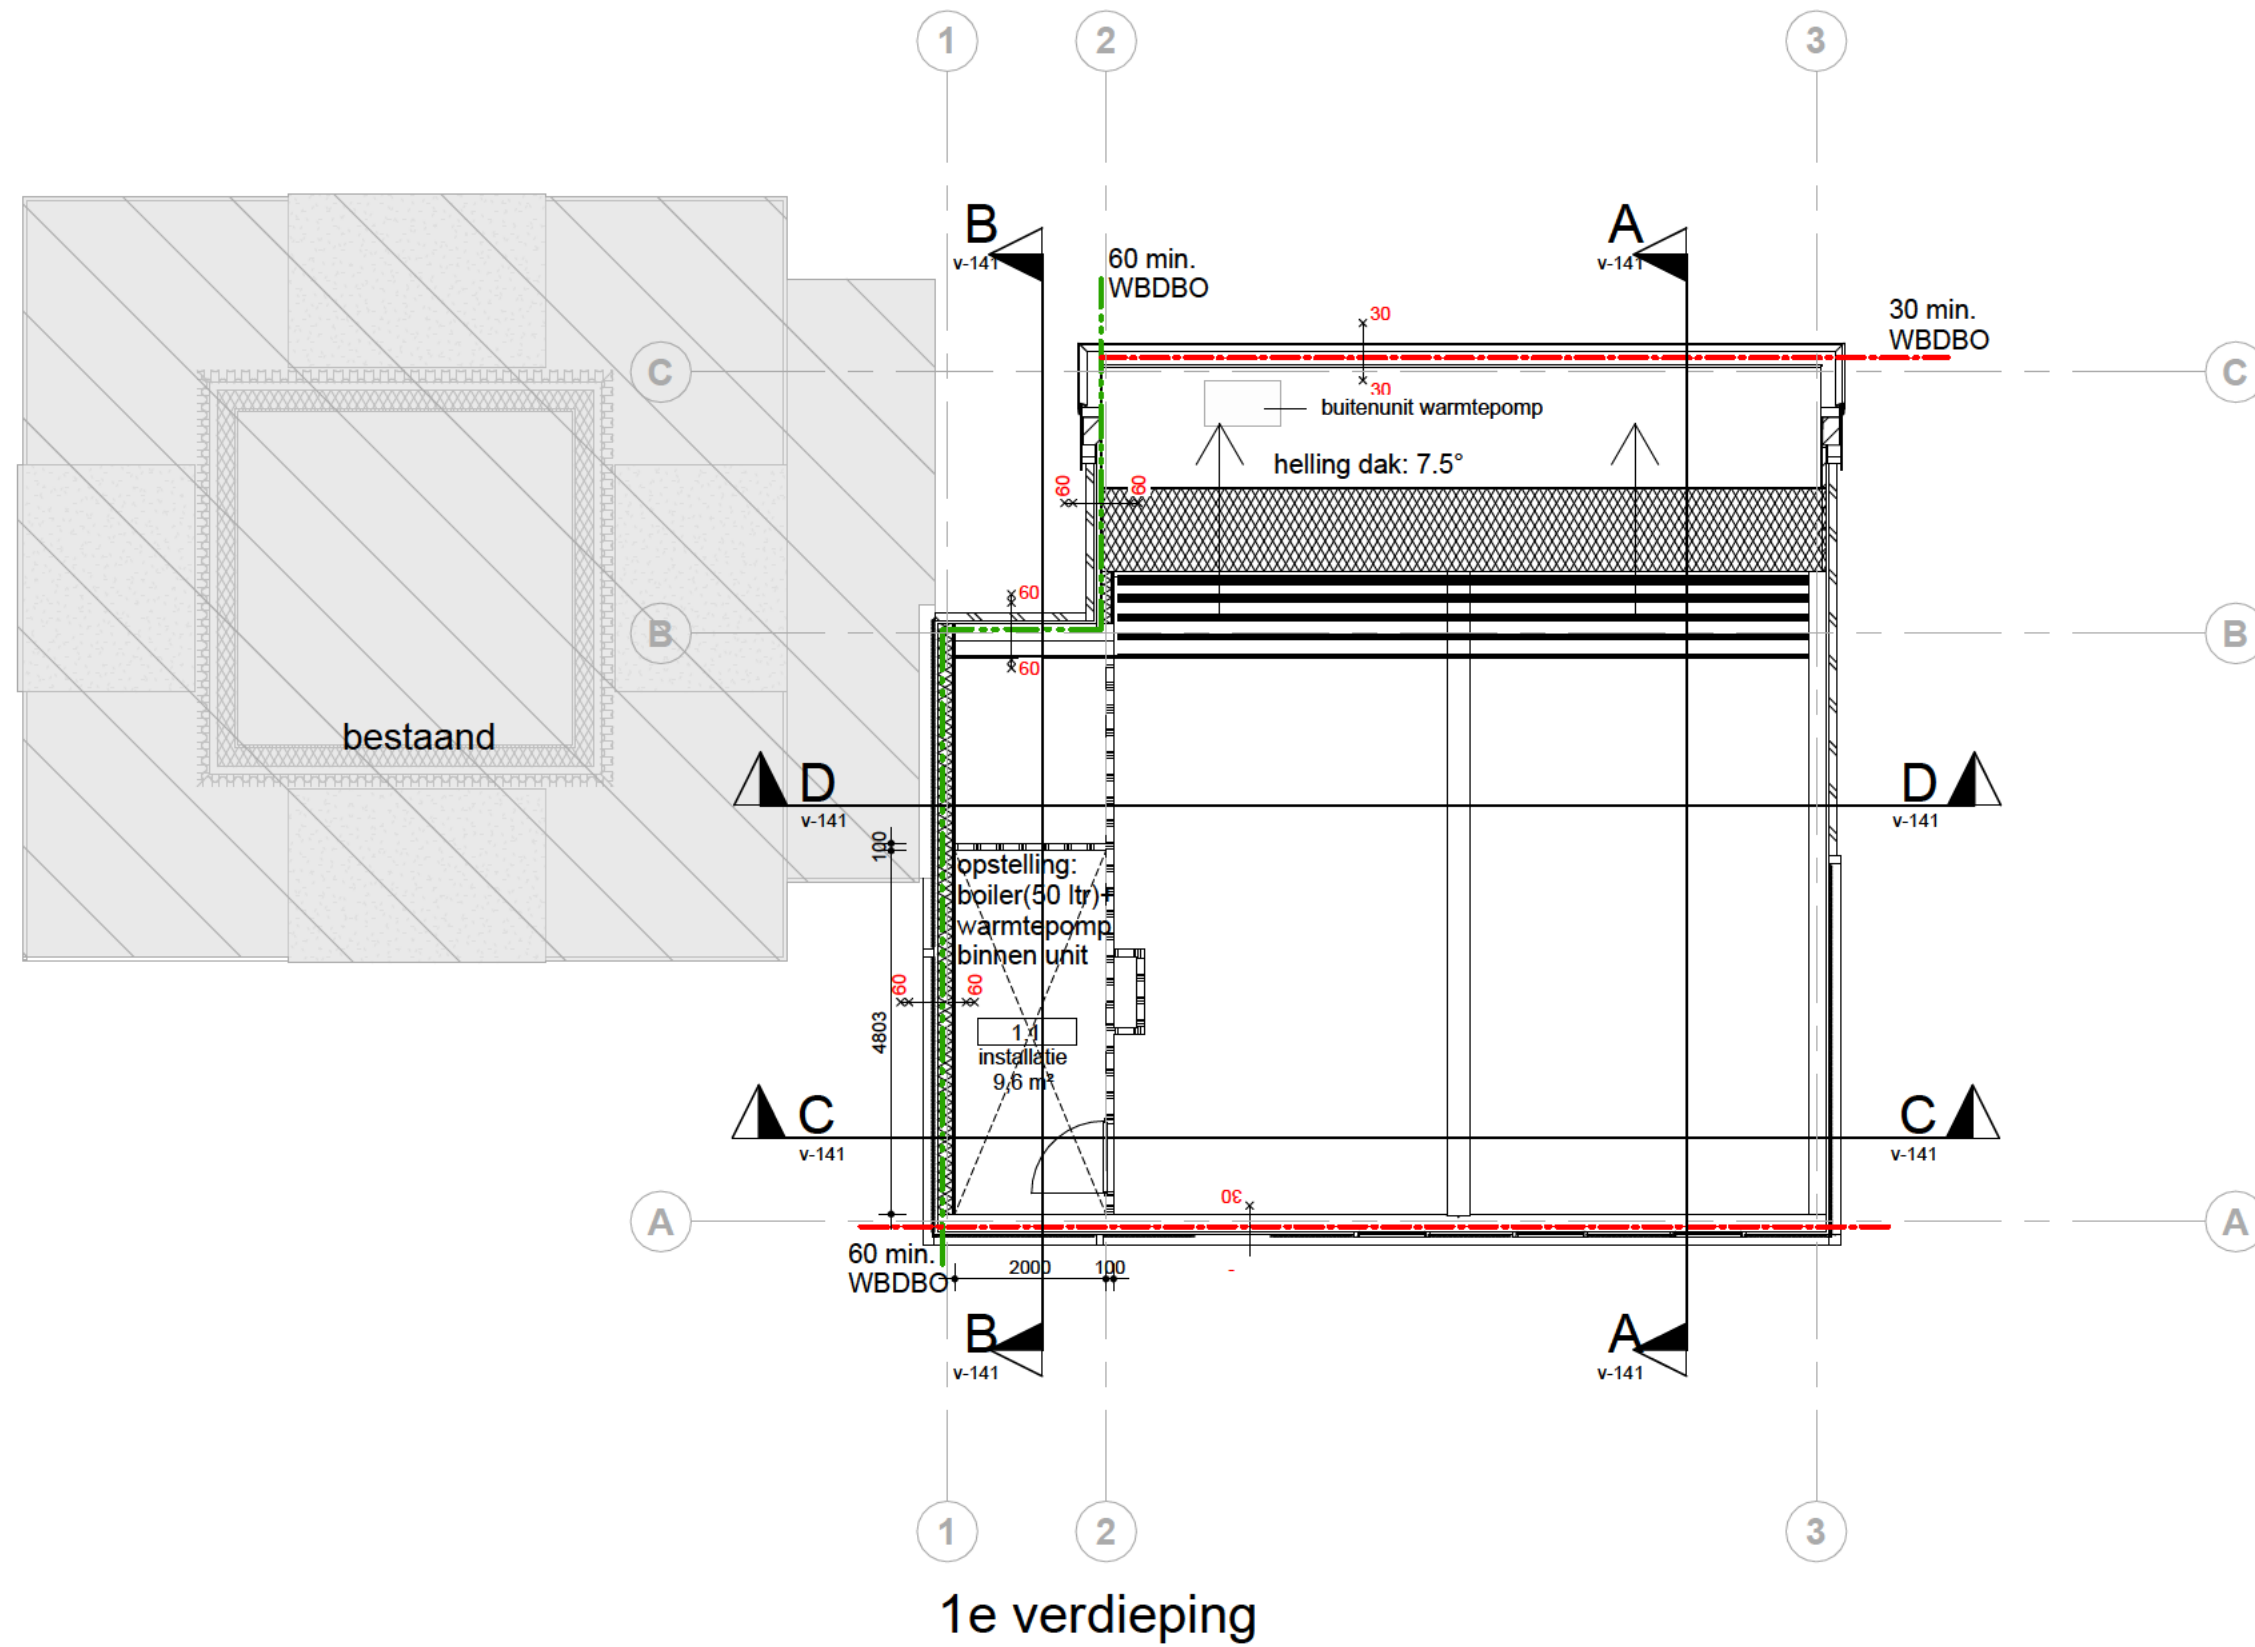 1
2
3
B
v-141
60 min.
WBDBO
A
v-141
30 min.
WBDBO
30
30
C
C
buitenunit warmtepomp
helling dak: 7.5°
60
60
60
60
B
B
bestaand
D
v-141
D
v-141
100
opstelling:
boiler(50 ltr)+
warmtepomp
binnen unit
60
60
4803
1.1
installatie
9,6 m²
C
v-141
C
v-141
30
A
A
60 min.
WBDBO
2000
100
B
v-141
A
v-141
1
2
3
1e verdieping